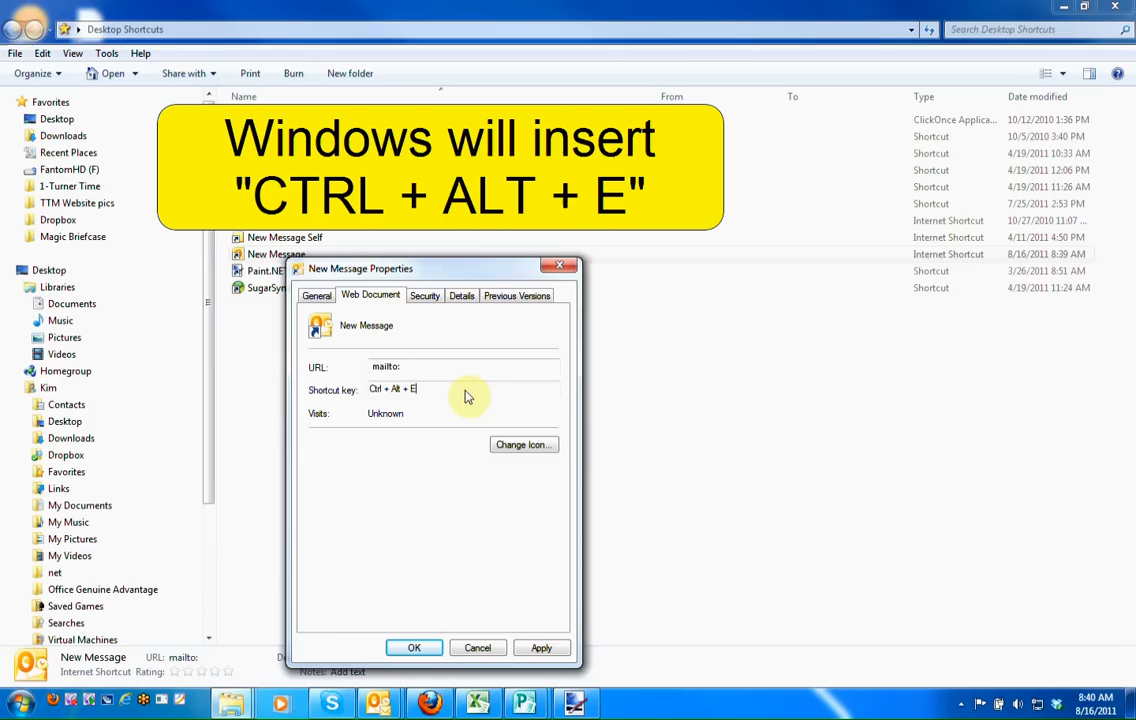 Desktop Shortcuts
Search Desktop Shortcuts
File Edit View Tools Help
Organize Open Share with Print Burn New folder
Favorites
Desktop
Downloads
Recent Places
FantomHD (F)
1-Turner Time
TTM Website pics
Dropbox
Magic Briefcase
Desktop
Libraries
Documents
Music
Pictures
Videos
Homegroup
Kim
Contacts
Desktop
Downloads
Dropbox
Favorites
Links
My Documents
My Music
My Pictures
My Videos
net
Office Genuine Advantage
Saved Games
Searches
Virtual Machines
Name From To Type Date modified
ClickOnce Applica... 10/12/2010 1:36 PM
Shortcut 10/5/2010 3:40 PM
Shortcut 4/19/2011 10:33 AM
Shortcut 4/19/2011 12:06 PM
Shortcut 4/19/2011 11:26 AM
Internet Shortcut 10/27/2010 11:07 ...
New Message Self Internet Shortcut 4/11/2011 4:50 PM
New Message Internet Shortcut 8/16/2011 8:39 AM
Paint.NE Shortcut 3/26/2011 8:51 AM
SugarSyn Shortcut 4/19/2011 11:24 AM
Windows will insert
"CTRL + ALT + E"
New Message Properties
General Web Document Security Details Previous Versions
New Message
URL: mailto:
Shortcut key: Ctrl + Alt + E
Visits: Unknown
Change Icon...
OK Cancel Apply
New Message URL: mailto:
Internet Shortcut Rating: Notes: Add text
8:40 AM
8/16/2011